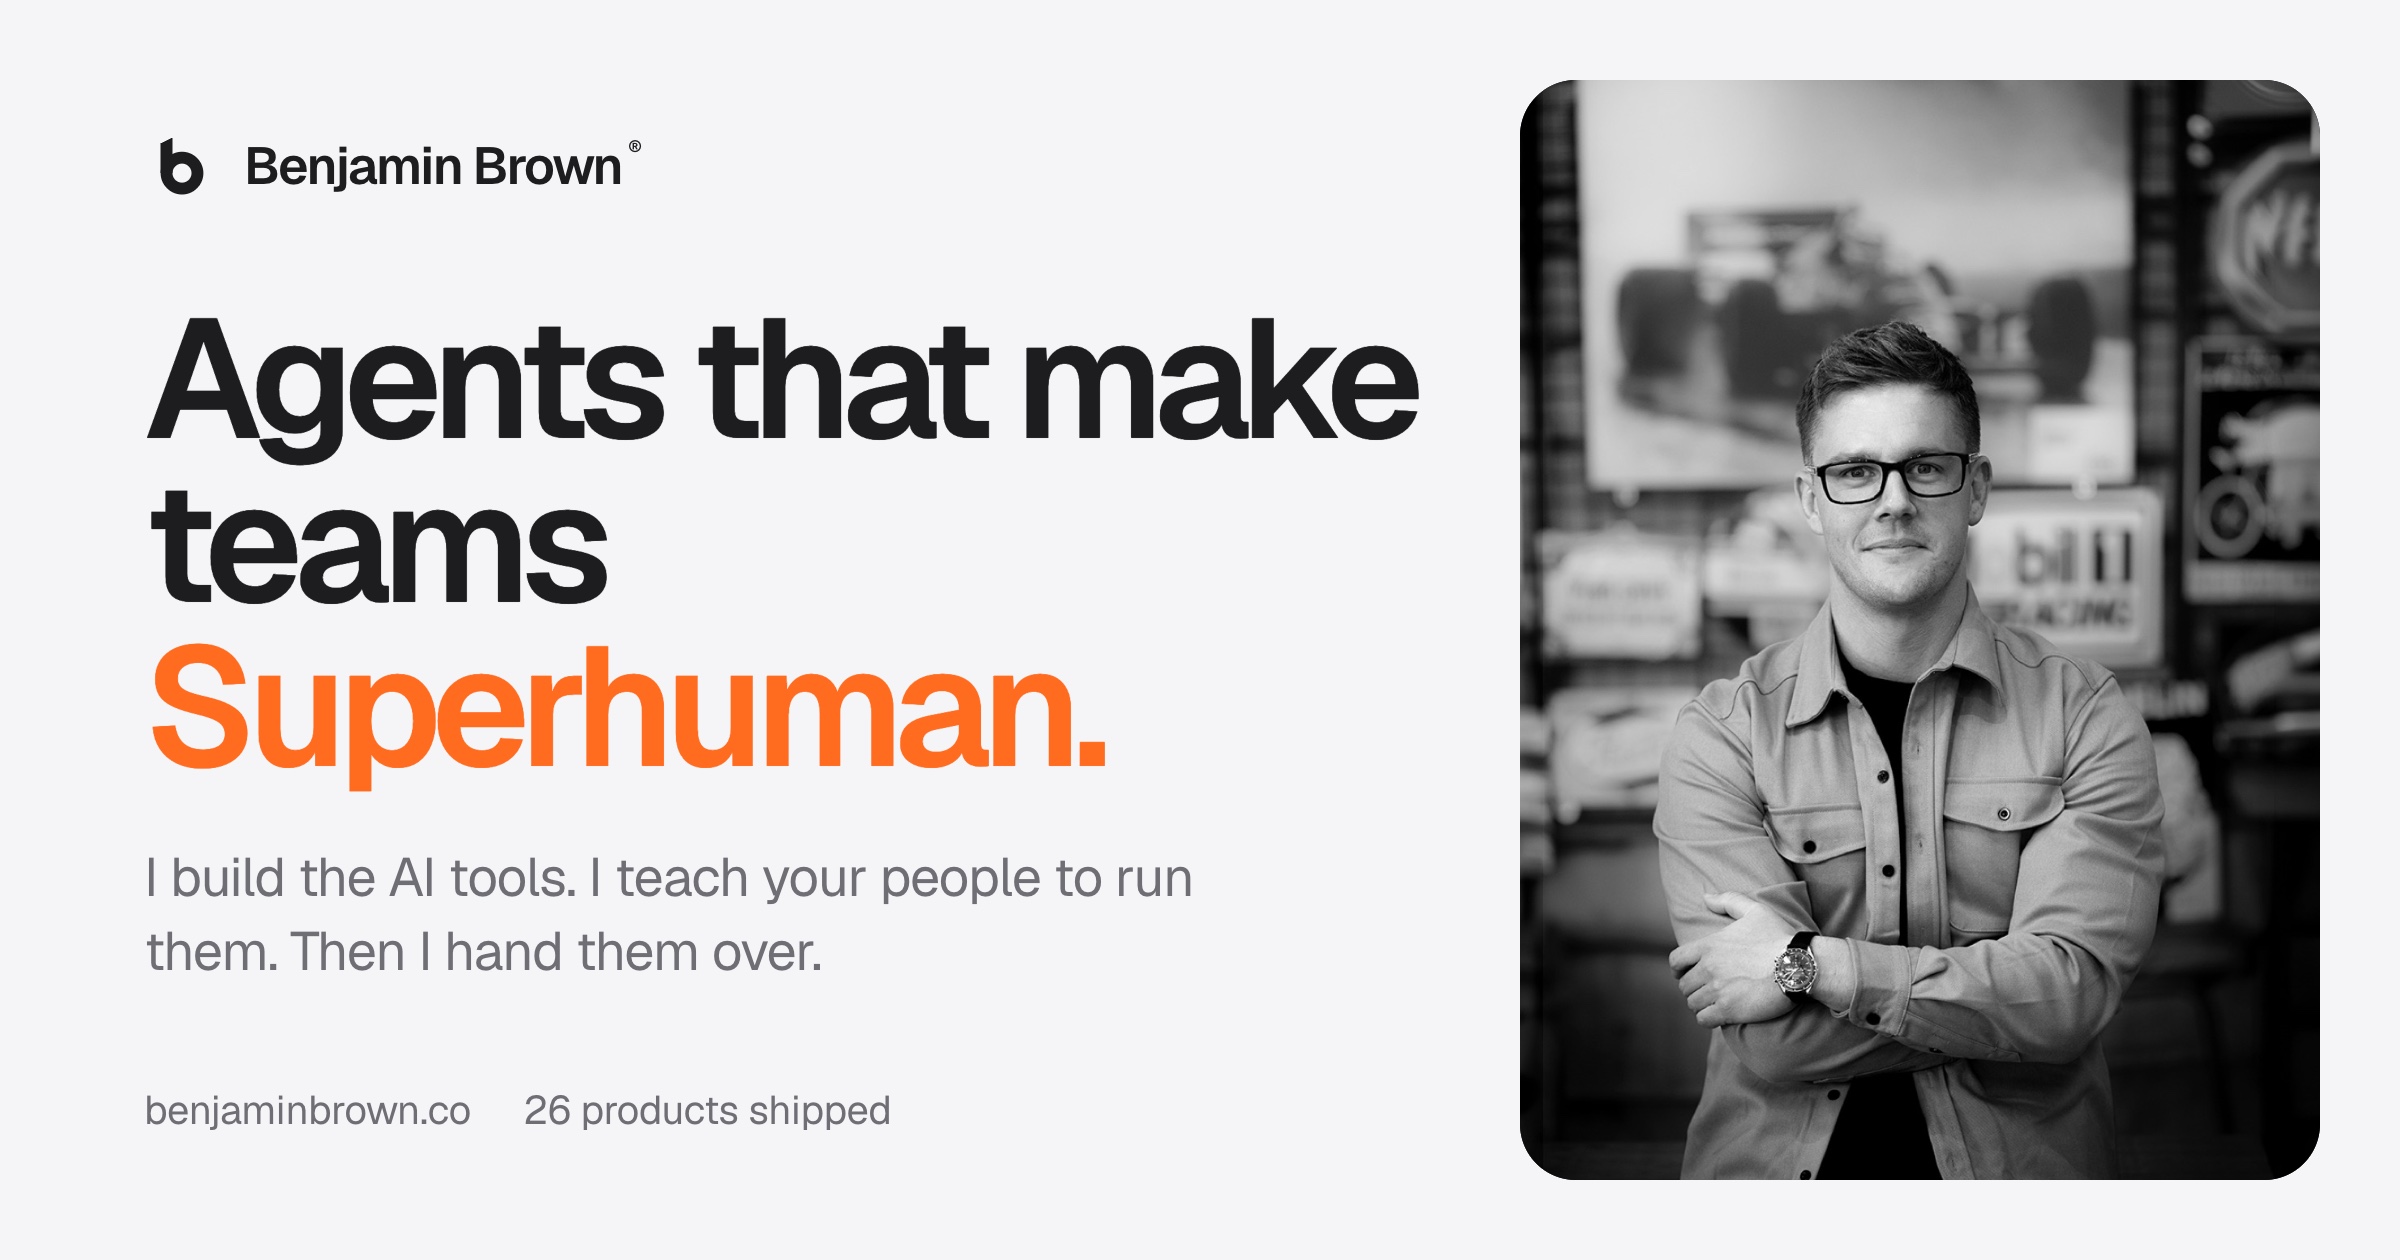 b Benjamin Brown®
Agents that make
teams
Superhuman.
I build the AI tools. I teach your people to run
them. Then I hand them over.
benjaminbrown.co 26 products shipped